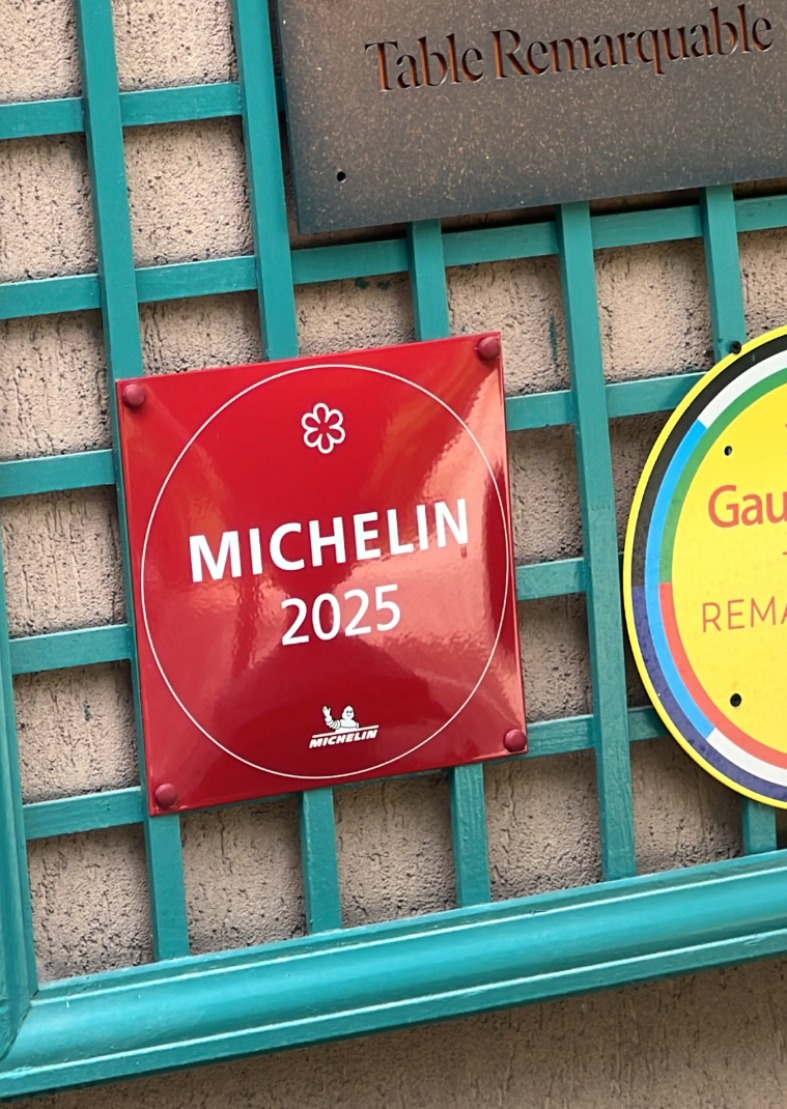 Table Remarquable
MICHELIN
2025
MICHELIN
Gau
REMA